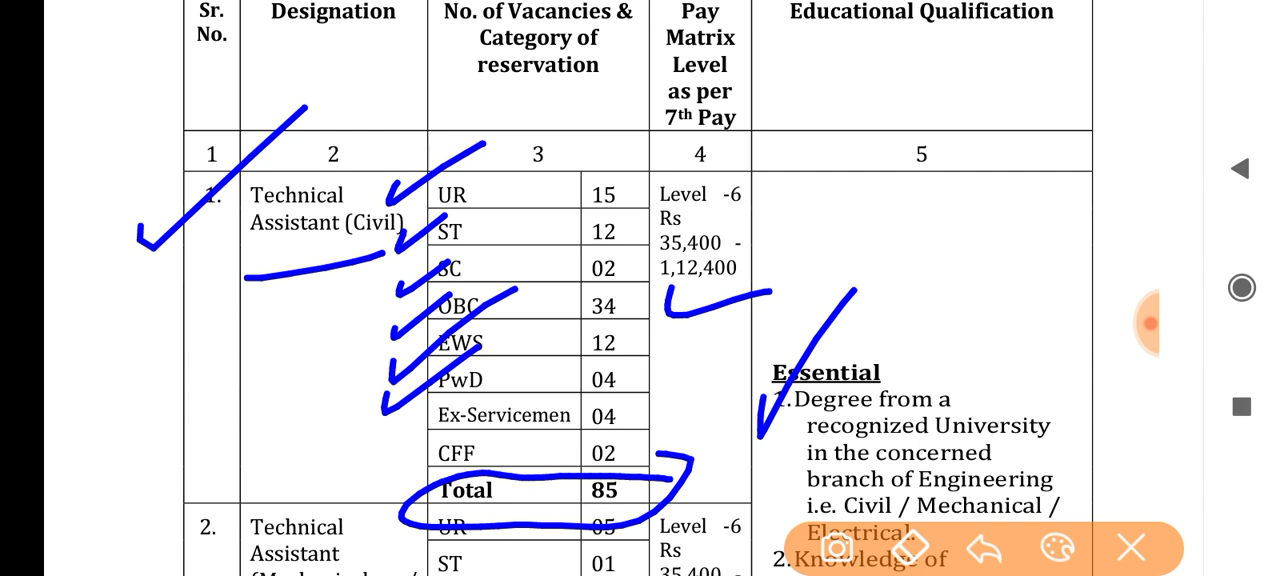 Sr. No. Designation No. of Vacancies & Category of reservation Pay Matrix Level as per 7th Pay Educational Qualification
1 2 3 4 5
1. Technical Assistant (Civil)
UR 15
ST 12
SC 02
OBC 34
EWS 12
PwD 04
Ex-Servicemen 04
CFF 02
Total 85
Level -6
Rs
35,400 -
1,12,400
Essential
1.Degree from a
recognized University
in the concerned
branch of Engineering
i.e. Civil / Mechanical /
Electrical.
2.Knowledge of
2. Technical
Assistant
UR 05
ST 01
Level -6
Rs
35,400 -